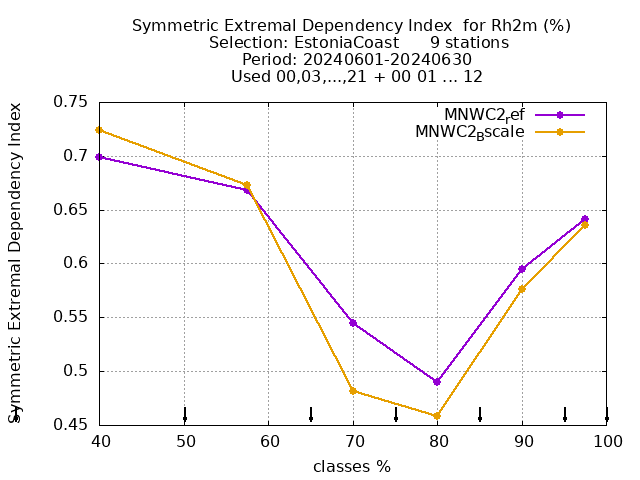 Symmetric Extremal Dependency Index  for Rh2m (%)
Selection: EstoniaCoast      9 stations
Period: 20240601-20240630
Used 00,03,...,21 + 00 01 ... 12
MNWC2ref
MNWC2Bscale
Symmetric Extremal Dependency Index
0.75
0.7
0.65
0.6
0.55
0.5
0.45
40 50 60 70 80 90 100
classes %